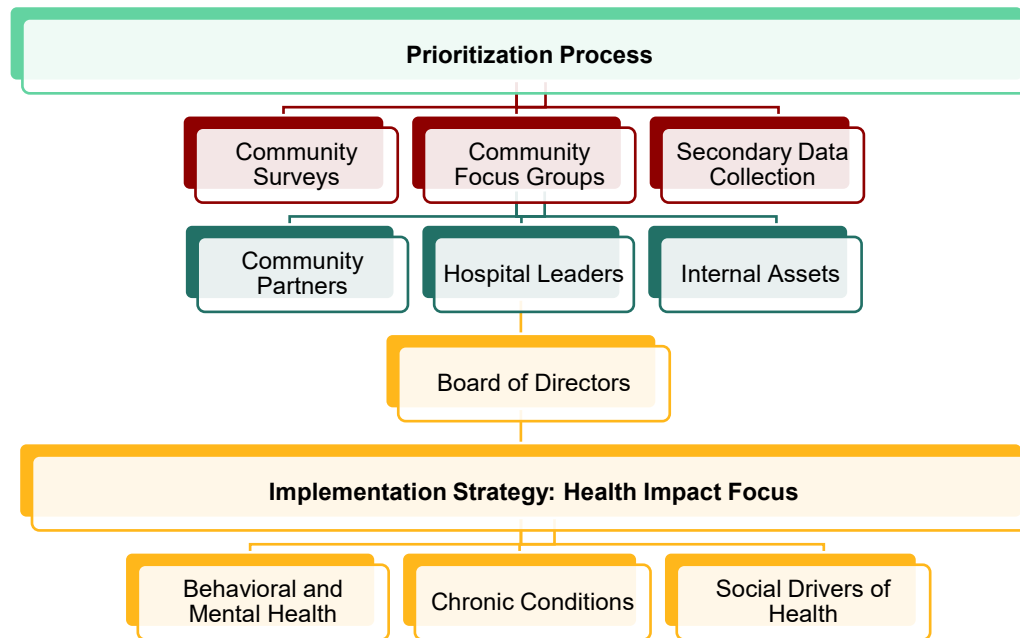 Prioritization Process
Community
Surveys
Community
Focus Groups
Secondary Data
Collection
Community
Partners
Hospital Leaders
Internal Assets
Board of Directors
Implementation Strategy: Health Impact Focus
Behavioral and
Mental Health
Chronic Conditions
Social Drivers of
Health